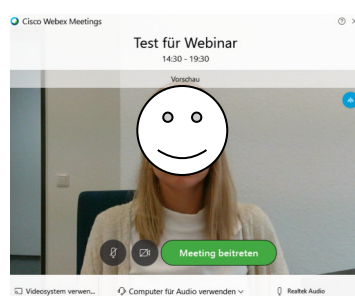 Cisco Webex Meetings
Test für Webinar
14:30 - 19:30
Vorschau
Meeting beitreten
Videosystem verwen...
Computer für Audio verwenden
Realtek Audio